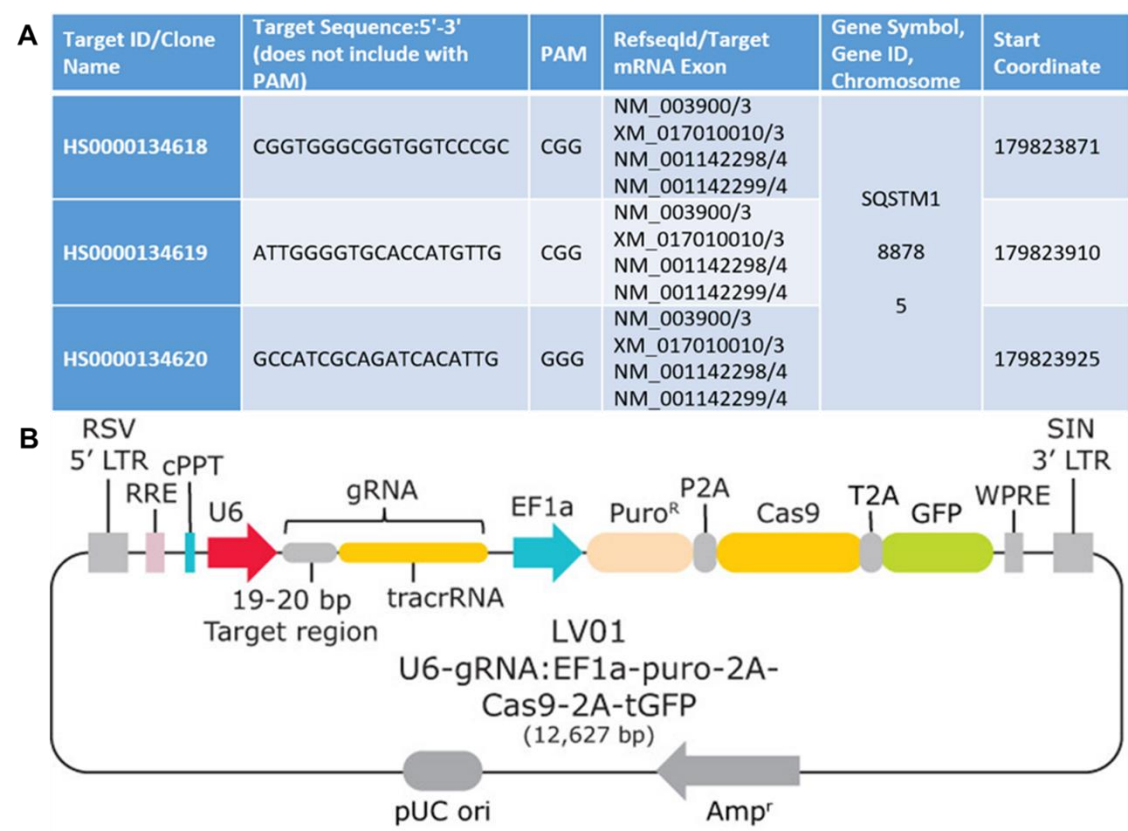 A
Target ID/Clone Name
Target Sequence:5'-3' (does not include with PAM)
PAM
RefseqId/Target mRNA Exon
Gene Symbol, Gene ID, Chromosome
Start Coordinate
HS0000134618
CGGTGGGCGGTGGTCCCGC
CGG
NM_003900/3
XM_017010010/3
NM_001142298/4
NM_001142299/4
179823871
HS0000134619
ATTGGGGTGCACCATGTTG
CGG
NM_003900/3
XM_017010010/3
NM_001142298/4
NM_001142299/4
SQSTM1
8878
5
179823910
HS0000134620
GCCATCGCAGATCACATTG
GGG
NM_003900/3
XM_017010010/3
NM_001142298/4
NM_001142299/4
179823925
B
RSV
5′ LTR
RRE
cPPT
U6
gRNA
EF1a
Puroᴿ
P2A
Cas9
T2A
GFP
WPRE
SIN
3′ LTR
19-20 bp
Target region
tracrRNA
LV01
U6-gRNA:EF1a-puro-2A-
Cas9-2A-tGFP
(12,627 bp)
pUC ori
Ampʳ